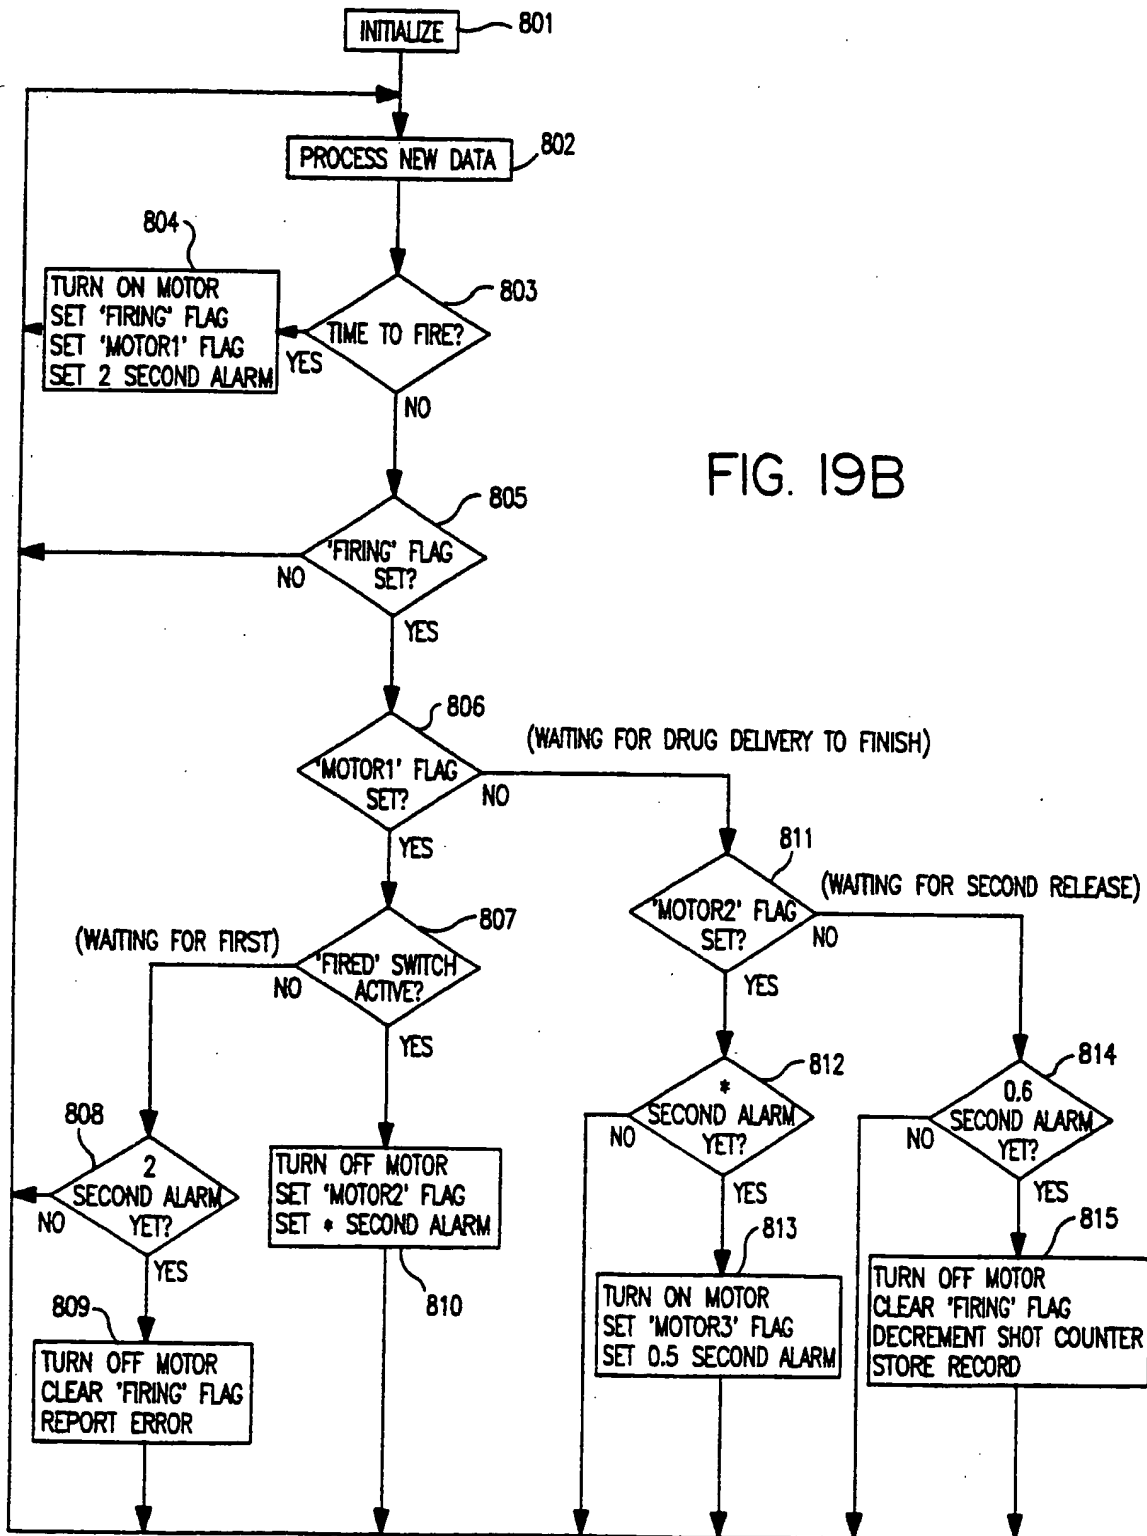 INITIALIZE
801
PROCESS NEW DATA
802
804
TURN ON MOTOR
SET 'FIRING' FLAG
SET 'MOTOR1' FLAG
SET 2 SECOND ALARM
803
TIME TO FIRE?
YES
NO
FIG. 19B
805
'FIRING' FLAG
SET?
NO
YES
806
'MOTOR1' FLAG
SET?
(WAITING FOR DRUG DELIVERY TO FINISH)
NO
YES
811
'MOTOR2' FLAG
SET?
(WAITING FOR SECOND RELEASE)
NO
YES
807
(WAITING FOR FIRST)
'FIRED' SWITCH
ACTIVE?
NO
YES
812
*
SECOND ALARM
YET?
NO
YES
814
0.6
SECOND ALARM
YET?
NO
YES
808
2
SECOND ALARM
YET?
NO
YES
TURN OFF MOTOR
SET 'MOTOR2' FLAG
SET * SECOND ALARM
810
813
TURN ON MOTOR
SET 'MOTOR3' FLAG
SET 0.5 SECOND ALARM
815
TURN OFF MOTOR
CLEAR 'FIRING' FLAG
DECREMENT SHOT COUNTER
STORE RECORD
809
TURN OFF MOTOR
CLEAR 'FIRING' FLAG
REPORT ERROR